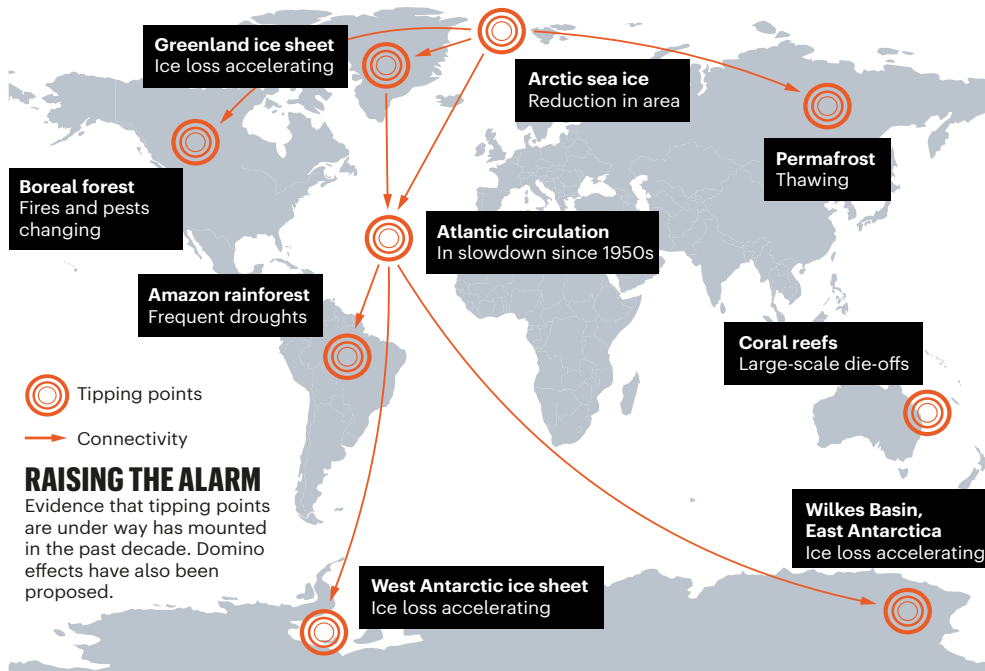 Greenland ice sheet
Ice loss accelerating
Arctic sea ice
Reduction in area
Permafrost
Thawing
Boreal forest
Fires and pests
changing
Atlantic circulation
In slowdown since 1950s
Amazon rainforest
Frequent droughts
Coral reefs
Large-scale die-offs
Tipping points
Connectivity
RAISING THE ALARM
Evidence that tipping points
are under way has mounted
in the past decade. Domino
effects have also been
proposed.
Wilkes Basin,
East Antarctica
Ice loss accelerating
West Antarctic ice sheet
Ice loss accelerating